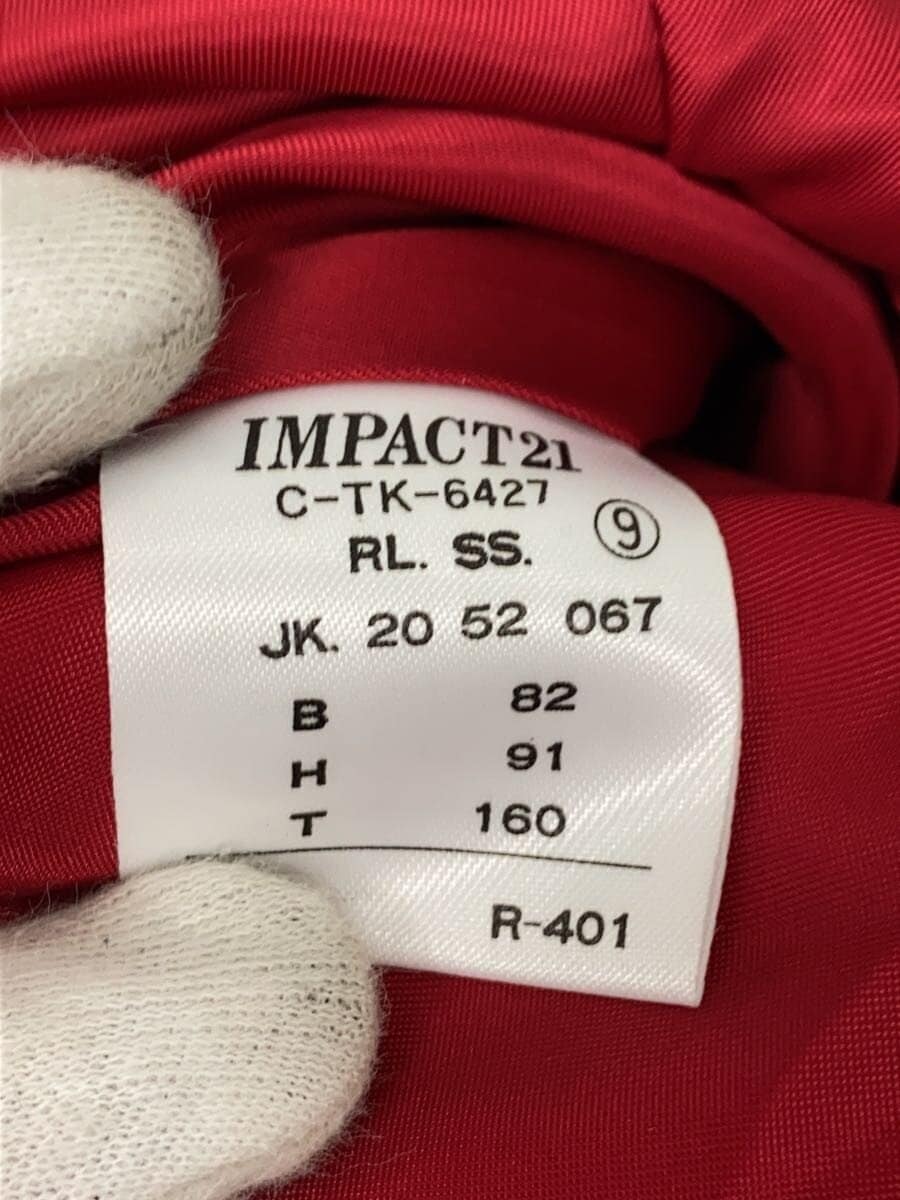 IMPACT21
C-TK-6427
RL. SS. ⑨
JK. 20 52 067
B 82
H 91
T 160
R-401